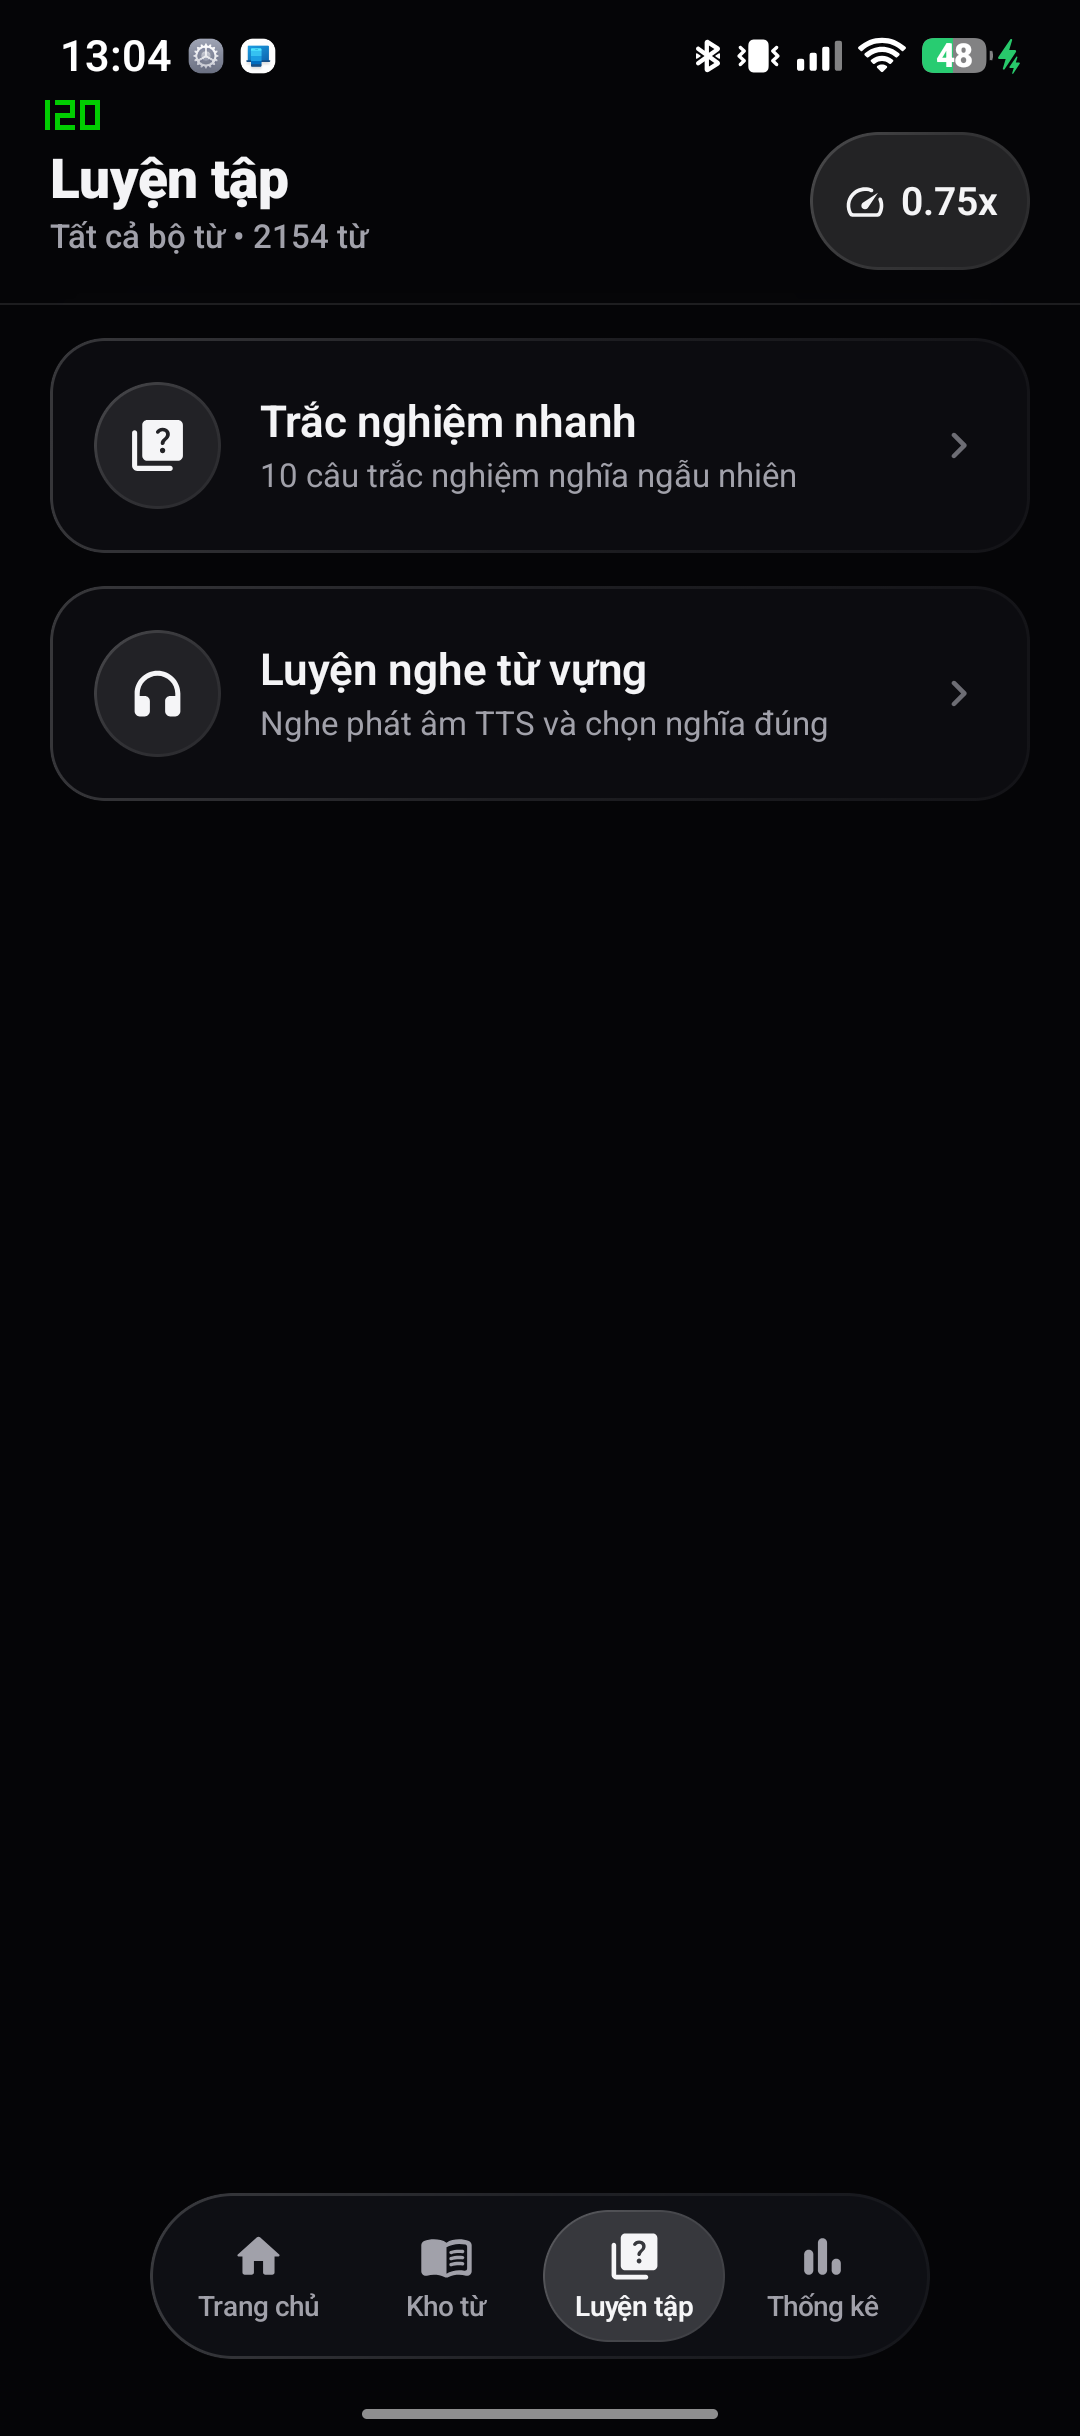 13:04
48
120
Luyện tập
0.75x
Tất cả bộ từ • 2154 từ
Trắc nghiệm nhanh
10 câu trắc nghiệm nghĩa ngẫu nhiên
Luyện nghe từ vựng
Nghe phát âm TTS và chọn nghĩa đúng
Trang chủ
Kho từ
Luyện tập
Thống kê